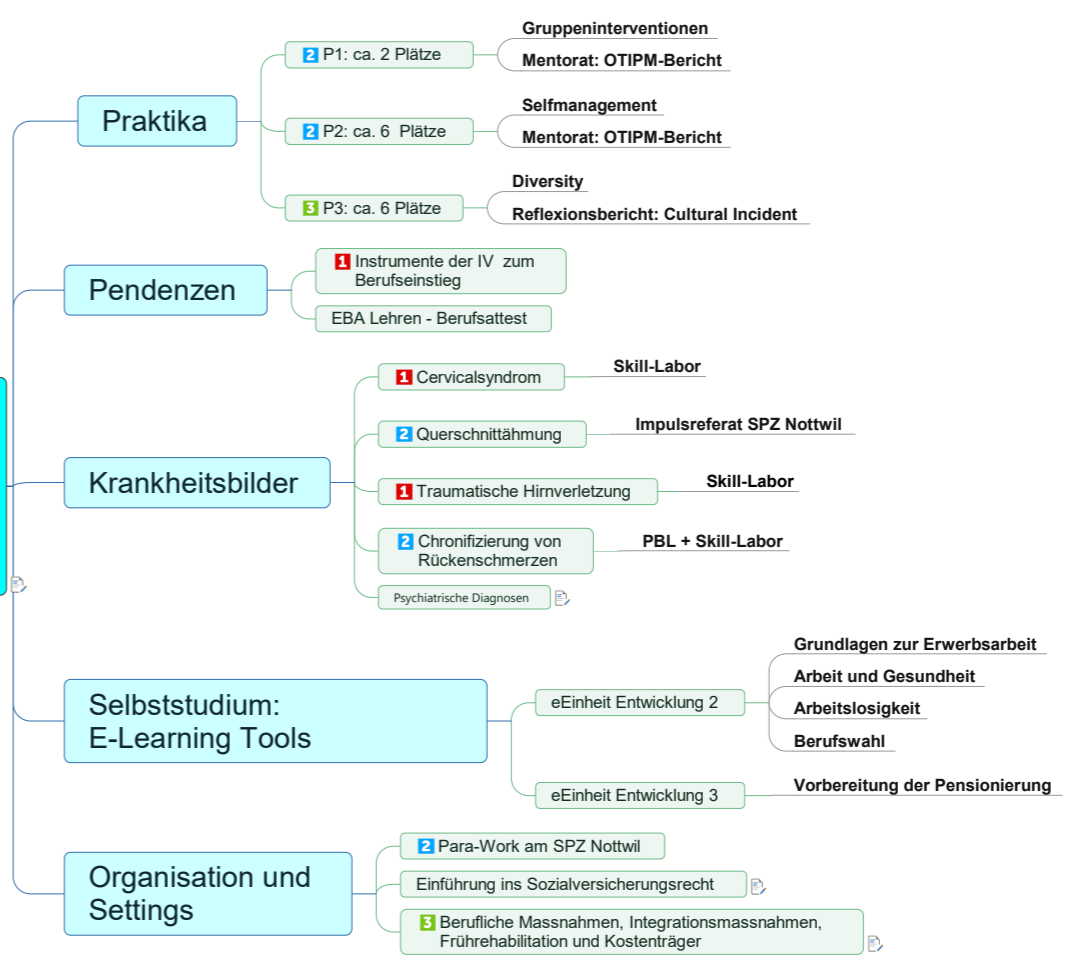 Praktika
2 P1: ca. 2 Plätze
Gruppeninterventionen
Mentorat: OTIPM-Bericht
2 P2: ca. 6 Plätze
Selfmanagement
Mentorat: OTIPM-Bericht
3 P3: ca. 6 Plätze
Diversity
Reflexionsbericht: Cultural Incident
Pendenzen
1 Instrumente der IV zum
Berufseinstieg
EBA Lehren - Berufsattest
Krankheitsbilder
1 Cervicalsyndrom
Skill-Labor
2 Querschnittähmung
Impulsreferat SPZ Nottwil
1 Traumatische Hirnverletzung
Skill-Labor
2 Chronifizierung von
Rückenschmerzen
PBL + Skill-Labor
Psychiatrische Diagnosen
Selbststudium:
E-Learning Tools
eEinheit Entwicklung 2
Grundlagen zur Erwerbsarbeit
Arbeit und Gesundheit
Arbeitslosigkeit
Berufswahl
eEinheit Entwicklung 3
Vorbereitung der Pensionierung
Organisation und
Settings
2 Para-Work am SPZ Nottwil
Einführung ins Sozialversicherungsrecht
3 Berufliche Massnahmen, Integrationsmassnahmen,
Frührehabilitation und Kostenträger